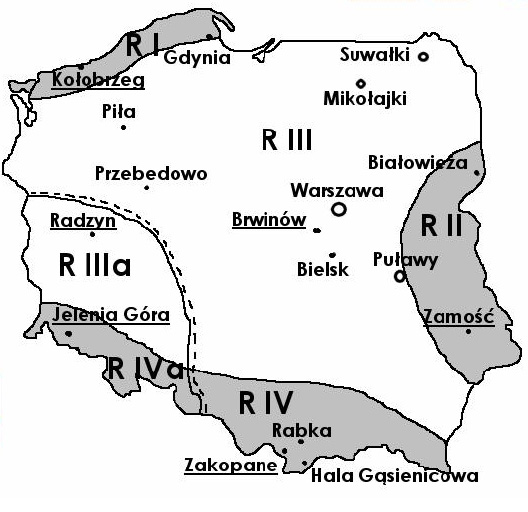 R I
Gdynia
Suwałki
Kołobrzeg
Mikołajki
Piła
R III
Białowieża
Przebedowo
Warszawa
Radzyn
Brwinów
R II
R IIIa
Bielsk
Puławy
Jelenia Góra
Zamość
R IVa
R IV
Rabka
Zakopane
Hala Gąsienicowa